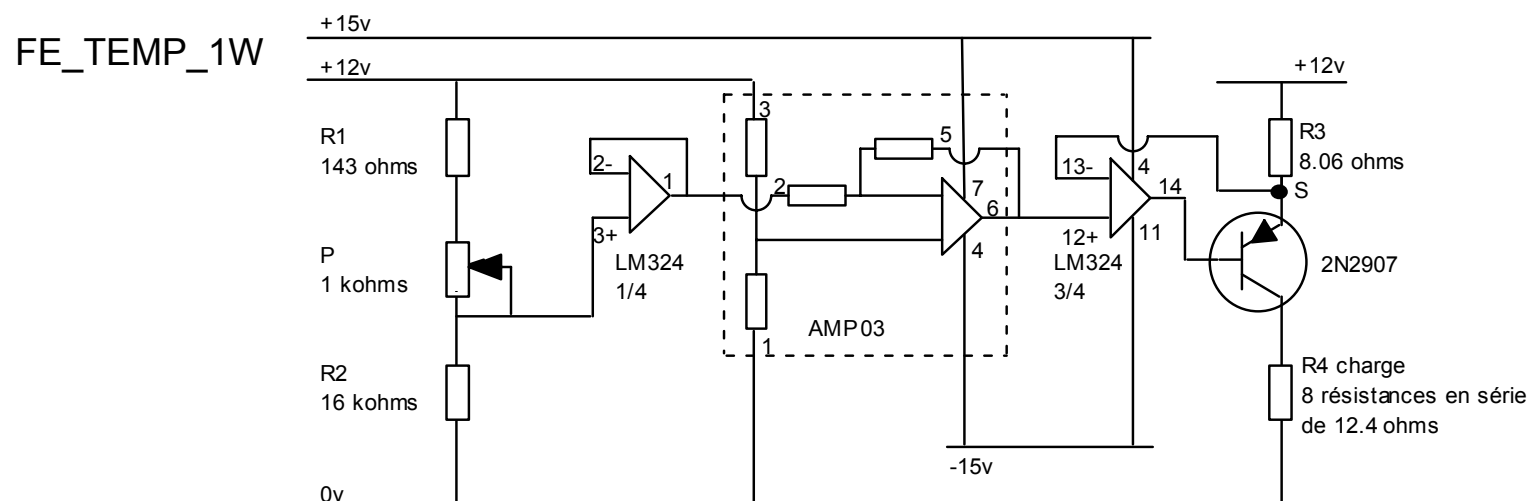 FE_TEMP_1W
+15v
+12v
+12v
R1
143 ohms
P
1 kohms
R2
16 kohms
0v
2-
3+
1
LM324
1/4
3
2
5
1
7
6
4
AMP03
-15v
13-
12+
4
14
11
LM324
3/4
R3
8.06 ohms
S
2N2907
R4 charge
8 résistances en série
de 12.4 ohms